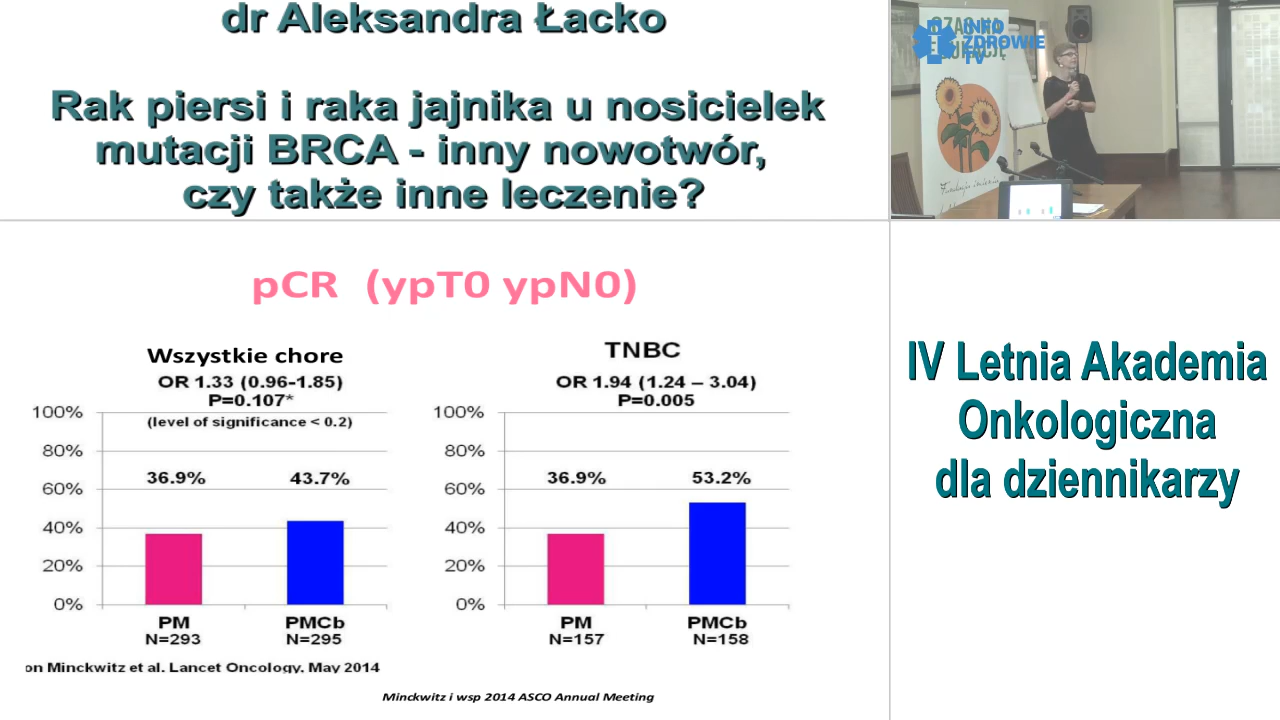 dr Aleksandra Łacko
Rak piersi i raka jajnika u nosicielek
mutacji BRCA - inny nowotwór,
czy także inne leczenie?
CZAS NA
EDUKACJĘ
INFO
ZDROWIE
TV
Fundacja
pCR (ypT0 ypN0)
Wszystkie chore
OR 1.33 (0.96-1.85)
P=0.107*
(level of significance < 0.2)
100%
80%
60%
40%
20%
0%
36.9%
43.7%
PM
N=293
PMCb
N=295
TNBC
OR 1.94 (1.24 – 3.04)
P=0.005
100%
80%
60%
40%
20%
0%
36.9%
53.2%
PM
N=157
PMCb
N=158
on Minckwitz et al. Lancet Oncology, May 2014
Minckwitz i wsp 2014 ASCO Annual Meeting
IV Letnia Akademia
Onkologiczna
dla dziennikarzy